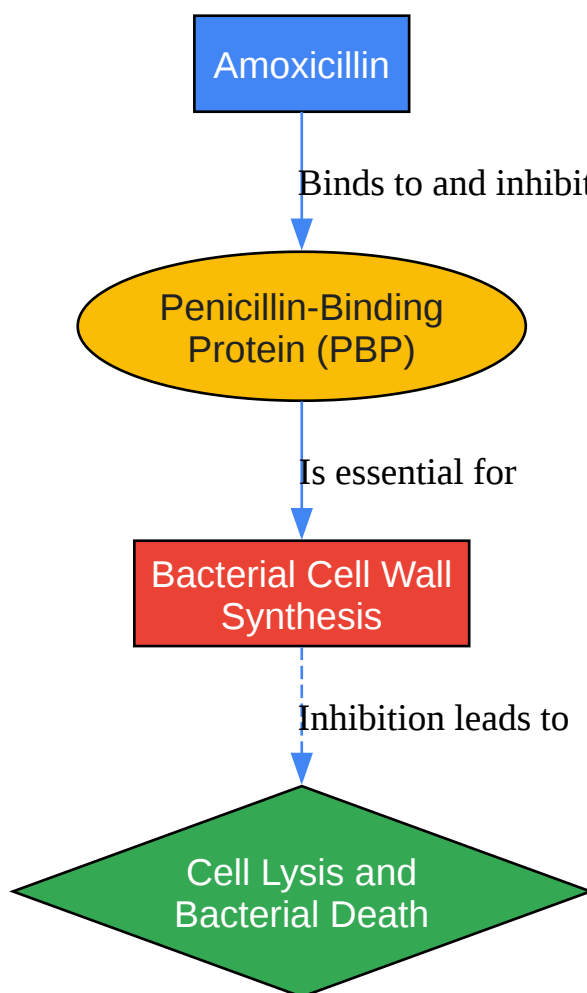 Amoxicillin
Binds to and inhibit
Penicillin-Binding
Protein (PBP)
Is essential for
Bacterial Cell Wall
Synthesis
Inhibition leads to
Cell Lysis and
Bacterial Death